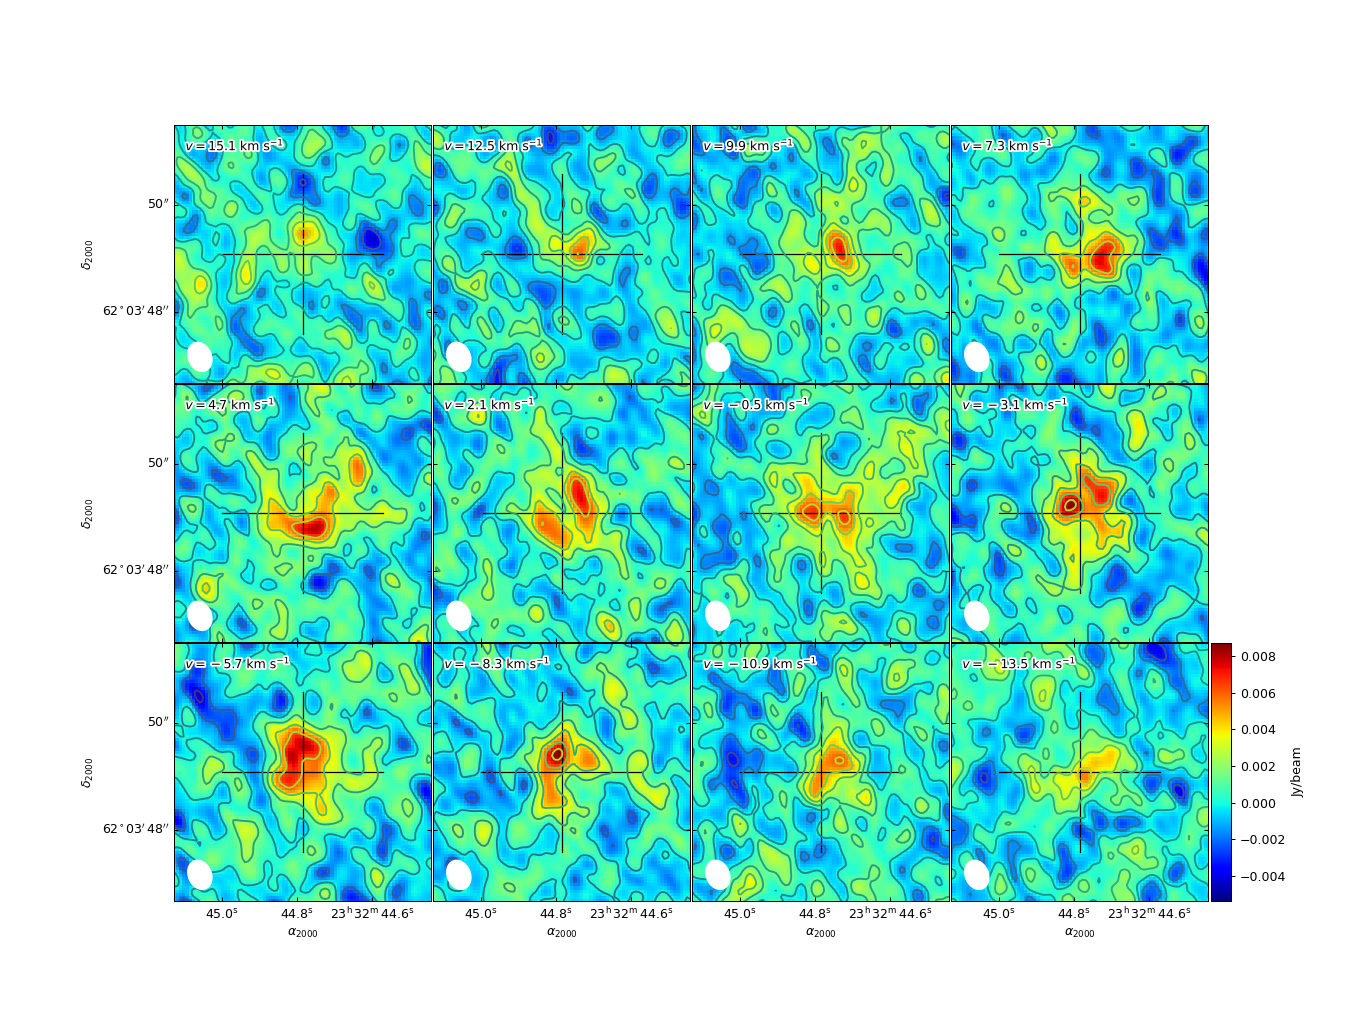 v = 15.1 km s⁻¹
v = 12.5 km s⁻¹
v = 9.9 km s⁻¹
v = 7.3 km s⁻¹
50″
δ₂₀₀₀
62°03′48″
v = 4.7 km s⁻¹
v = 2.1 km s⁻¹
v = −0.5 km s⁻¹
v = −3.1 km s⁻¹
50″
δ₂₀₀₀
62°03′48″
v = −5.7 km s⁻¹
v = −8.3 km s⁻¹
v = −10.9 km s⁻¹
v = −13.5 km s⁻¹
50″
δ₂₀₀₀
62°03′48″
0.008
0.006
0.004
0.002
0.000
−0.002
−0.004
Jy/beam
45.0ˢ 44.8ˢ 23ʰ32ᵐ44.6ˢ
45.0ˢ 44.8ˢ 23ʰ32ᵐ44.6ˢ
45.0ˢ 44.8ˢ 23ʰ32ᵐ44.6ˢ
45.0ˢ 44.8ˢ 23ʰ32ᵐ44.6ˢ
α₂₀₀₀
α₂₀₀₀
α₂₀₀₀
α₂₀₀₀